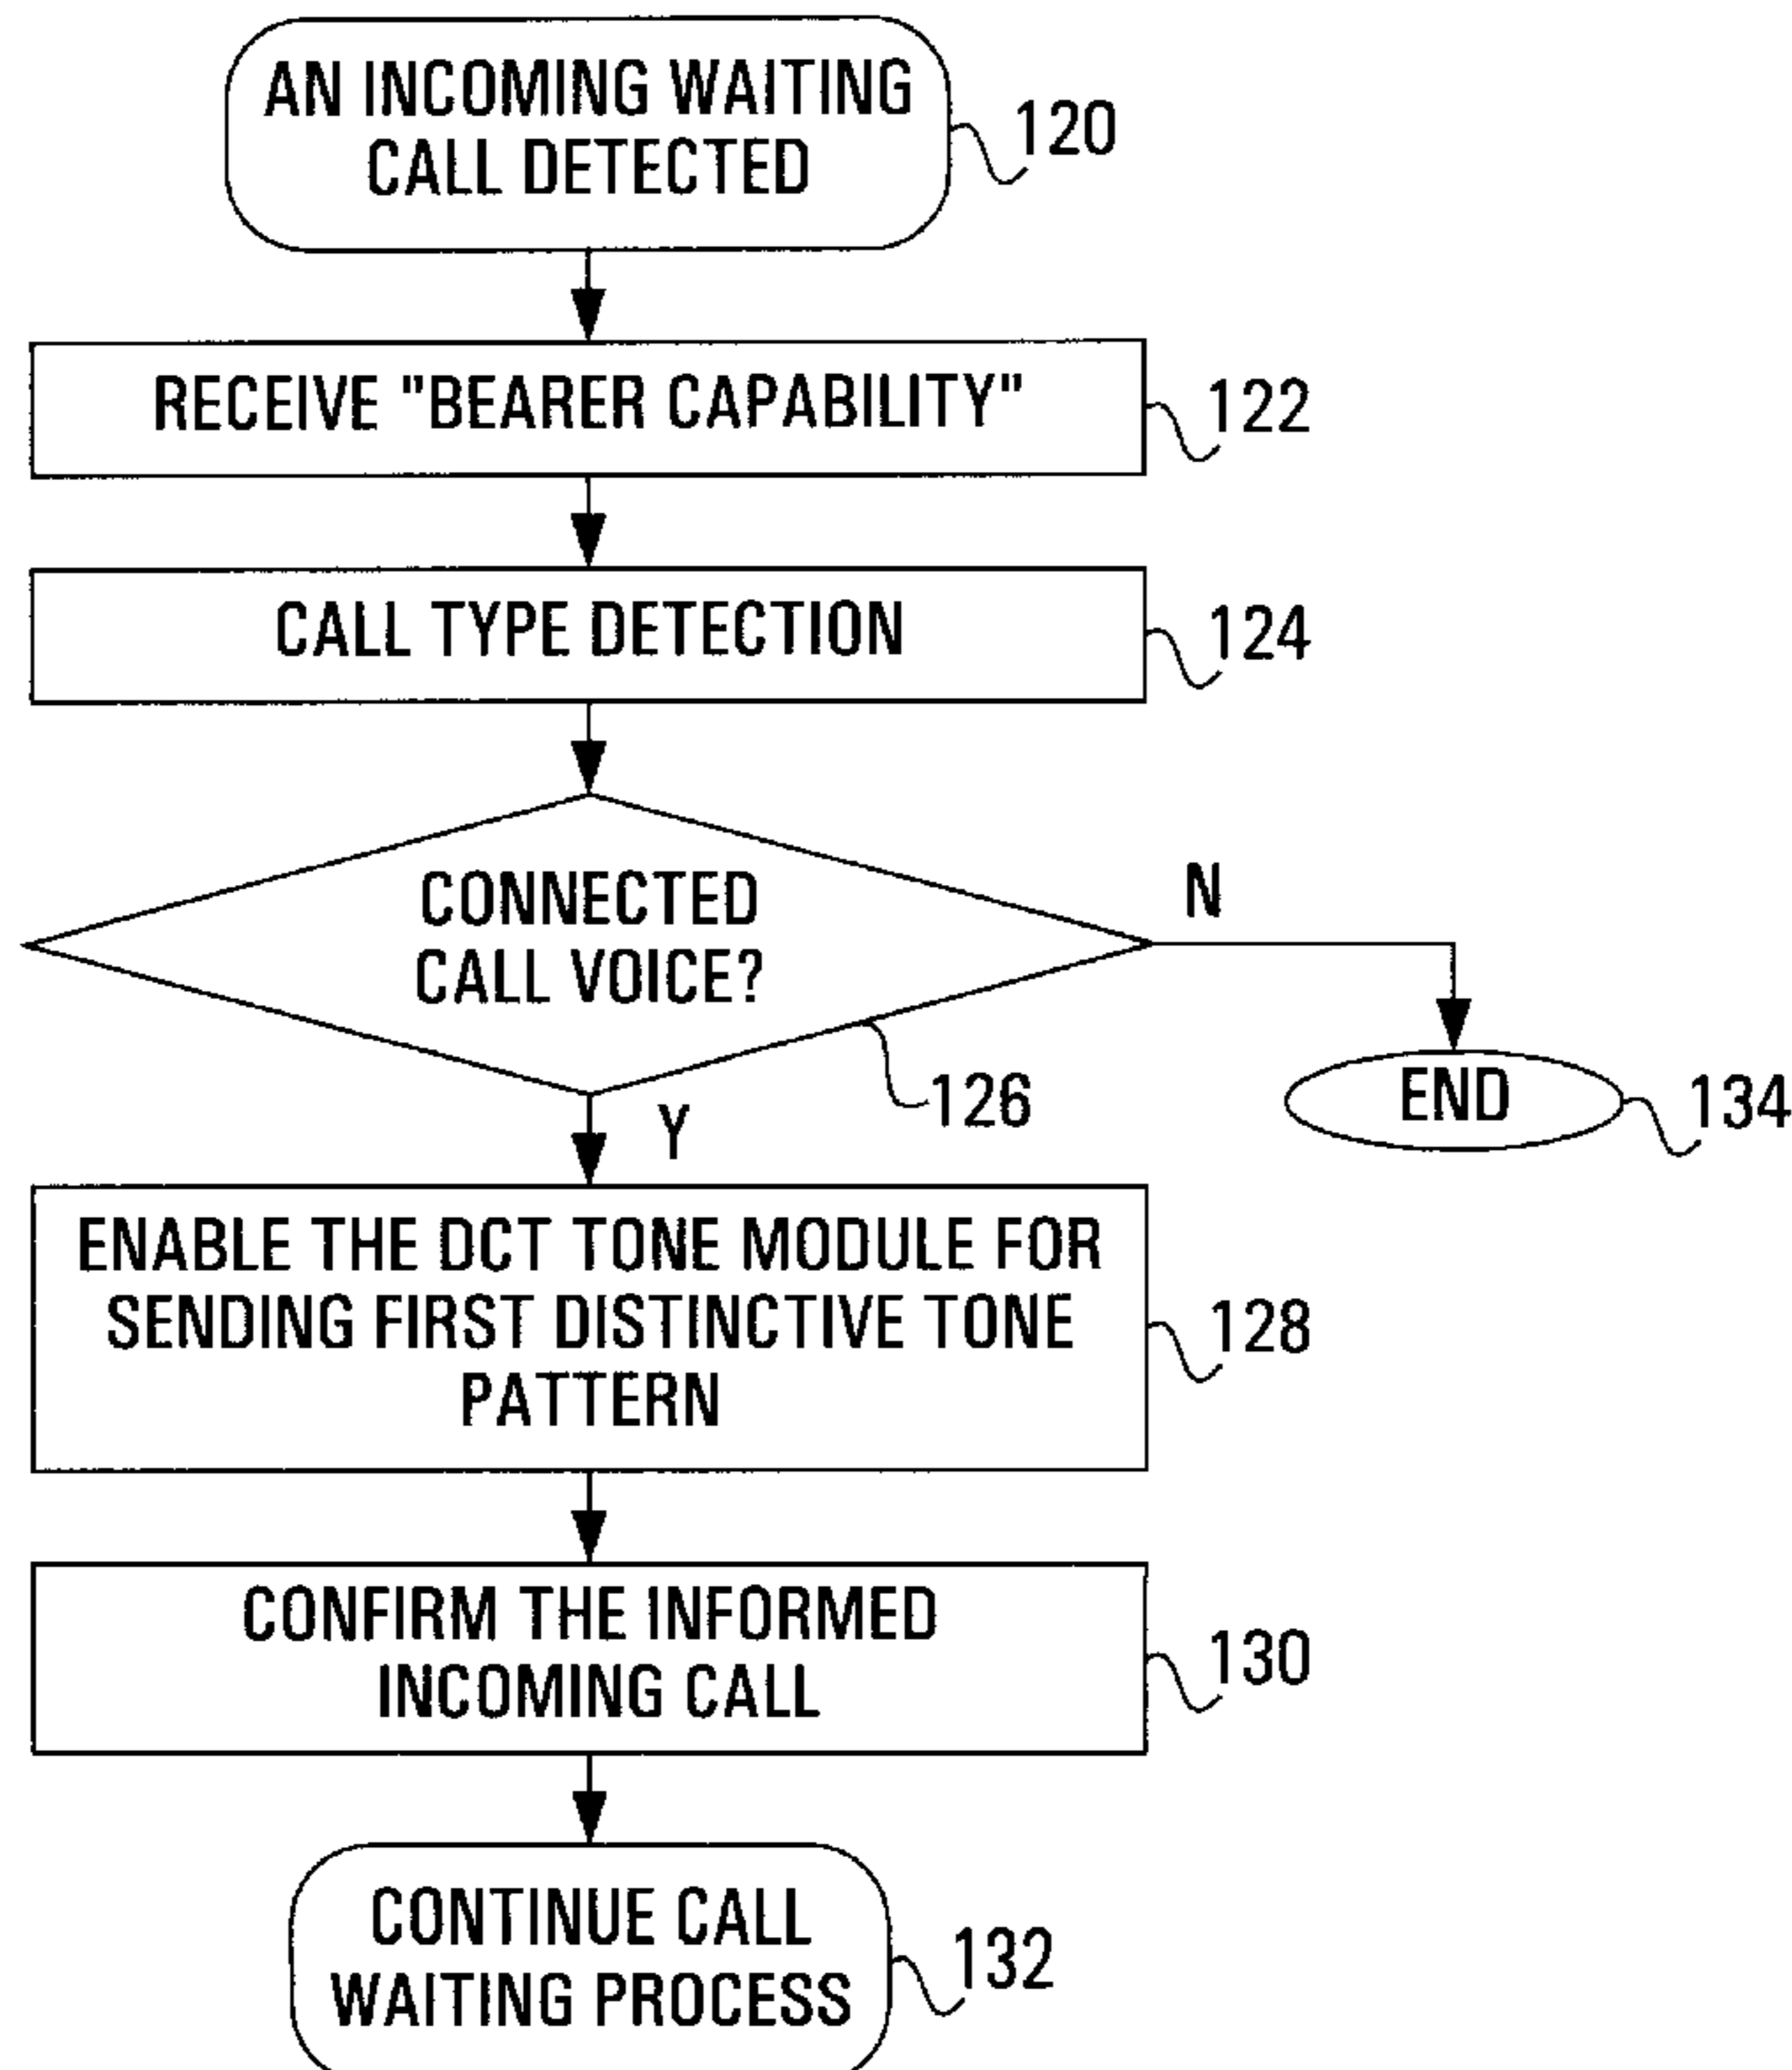 AN INCOMING WAITING
CALL DETECTED
120
RECEIVE "BEARER CAPABILITY"
122
CALL TYPE DETECTION
124
CONNECTED
CALL VOICE?
N
126
Y
END
134
ENABLE THE DCT TONE MODULE FOR
SENDING FIRST DISTINCTIVE TONE
PATTERN
128
CONFIRM THE INFORMED
INCOMING CALL
130
CONTINUE CALL
WAITING PROCESS
132